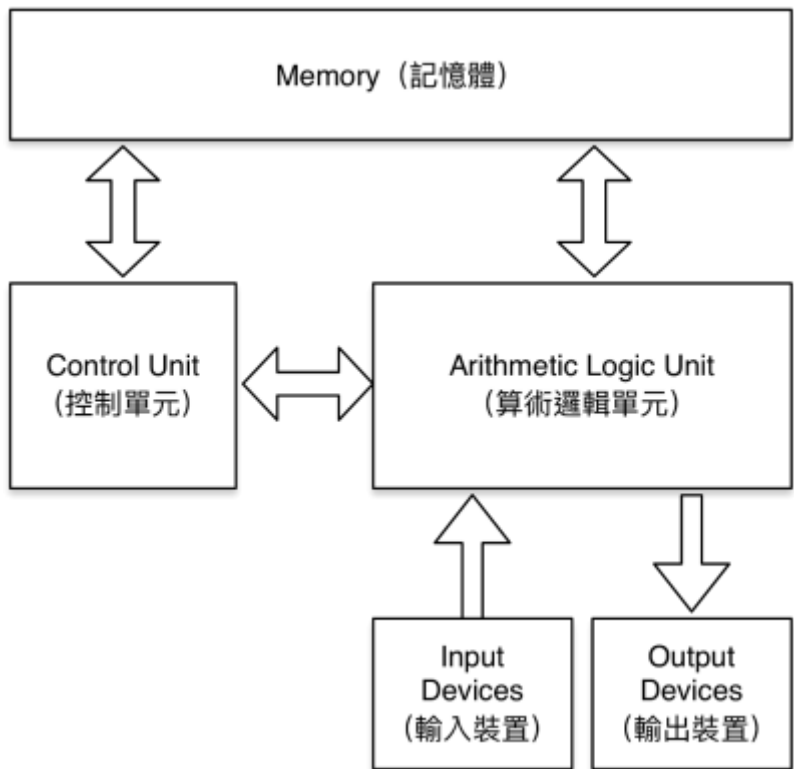 Memory（記憶體）
Control Unit
（控制單元）
Arithmetic Logic Unit
（算術邏輯單元）
Input
Devices
（輸入裝置）
Output
Devices
（輸出裝置）